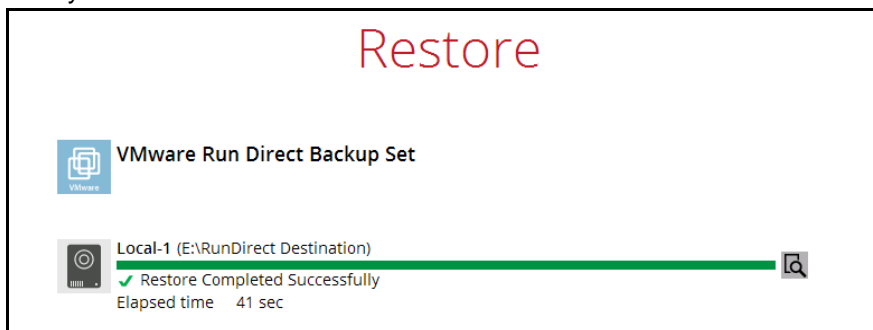 Restore
VMware Run Direct Backup Set
VMware
Local-1 (E:\RunDirect Destination)
Restore Completed Successfully
Elapsed time 41 sec